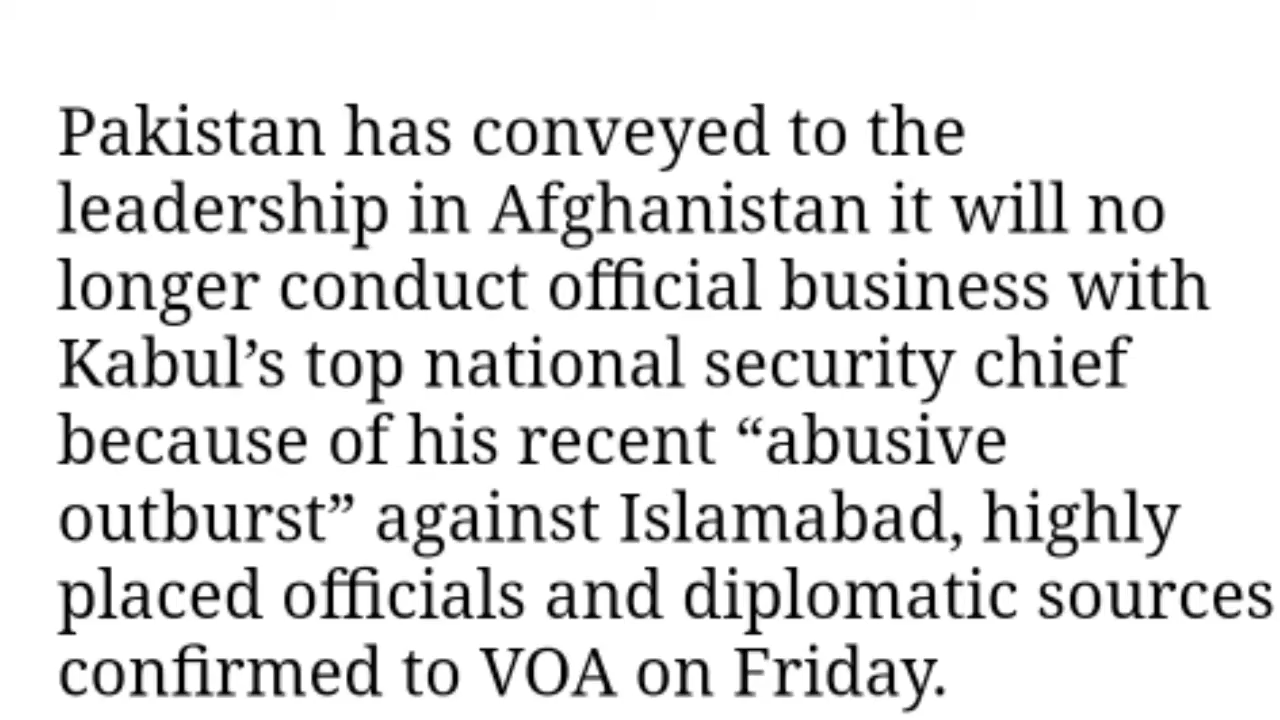 Pakistan has conveyed to the
leadership in Afghanistan it will no
longer conduct official business with
Kabul’s top national security chief
because of his recent “abusive
outburst” against Islamabad, highly
placed officials and diplomatic sources
confirmed to VOA on Friday.